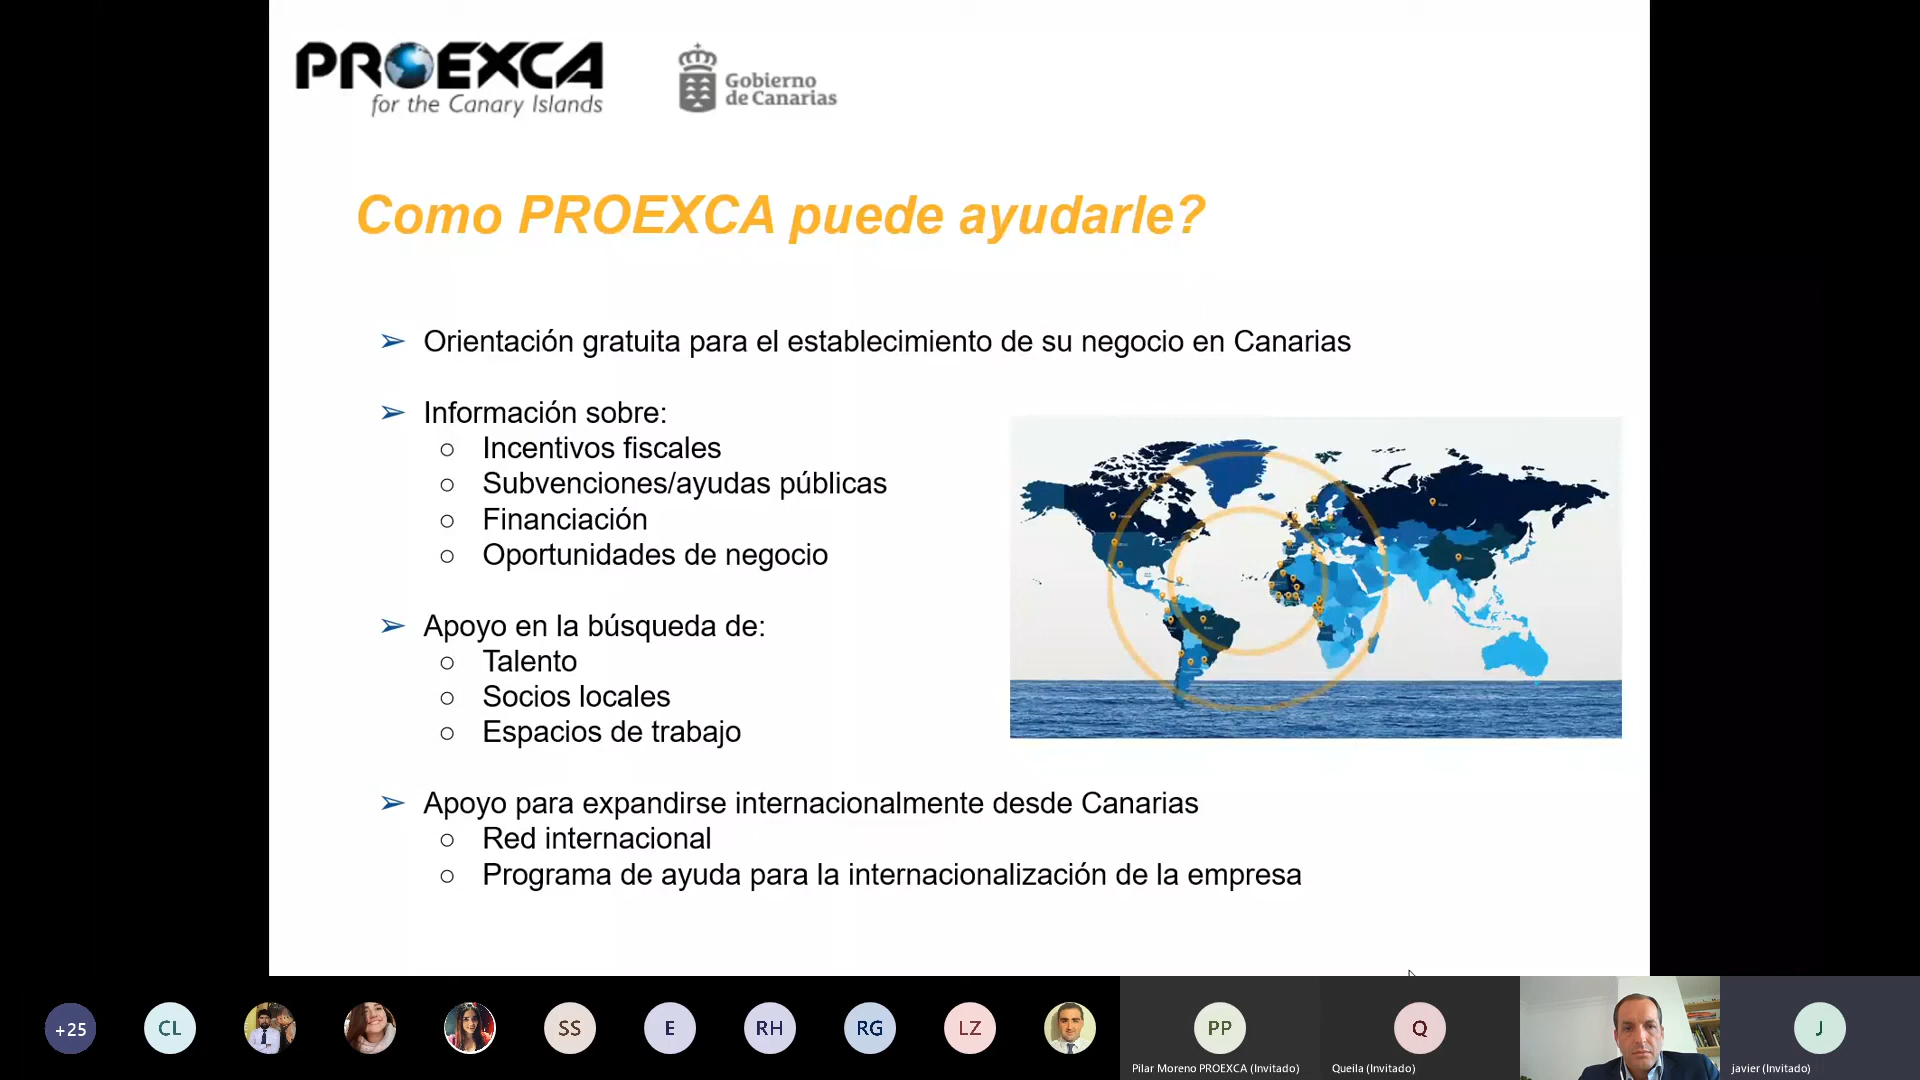 PROEXCA
for the Canary Islands
Gobierno
de Canarias
Como PROEXCA puede ayudarle?
➢ Orientación gratuita para el establecimiento de su negocio en Canarias
➢ Información sobre:
○ Incentivos fiscales
○ Subvenciones/ayudas públicas
○ Financiación
○ Oportunidades de negocio
➢ Apoyo en la búsqueda de:
○ Talento
○ Socios locales
○ Espacios de trabajo
➢ Apoyo para expandirse internacionalmente desde Canarias
○ Red internacional
○ Programa de ayuda para la internacionalización de la empresa
+25
CL
SS
E
RH
RG
LZ
PP
Q
J
Pilar Moreno PROEXCA (Invitado)
Queila (Invitado)
javier (Invitado)